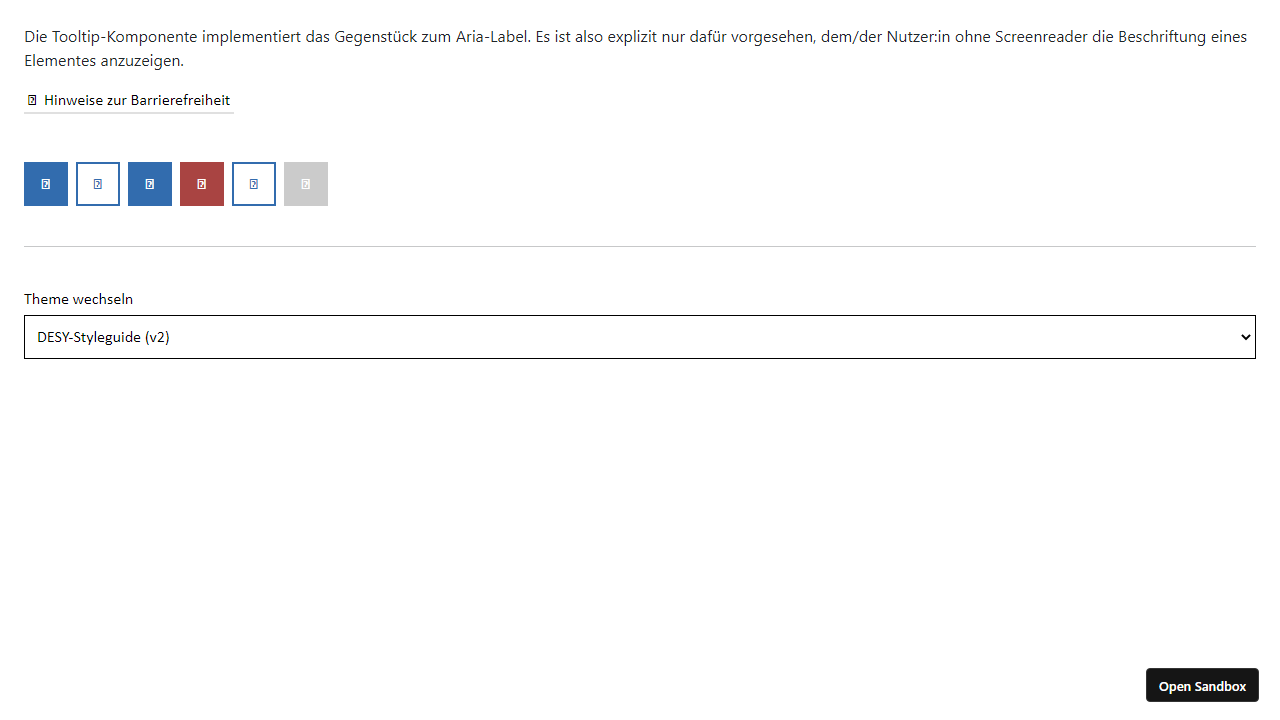 Die Tooltip-Komponente implementiert das Gegenstück zum Aria-Label. Es ist also explizit nur dafür vorgesehen, dem/der Nutzer:in ohne Screenreader die Beschriftung eines
Elementes anzuzeigen.
Hinweise zur Barrierefreiheit
Theme wechseln
DESY-Styleguide (v2)
Open Sandbox